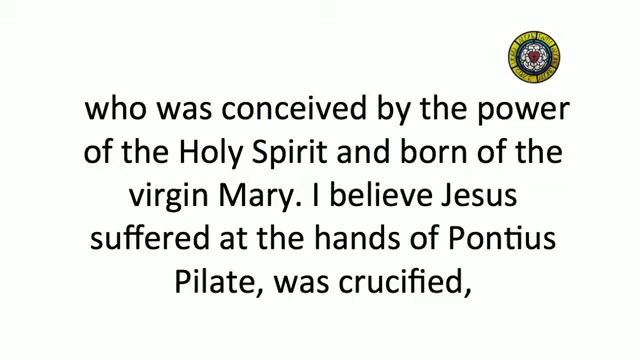 who was conceived by the power
of the Holy Spirit and born of the
virgin Mary. I believe Jesus
suffered at the hands of Pontius
Pilate, was crucified,